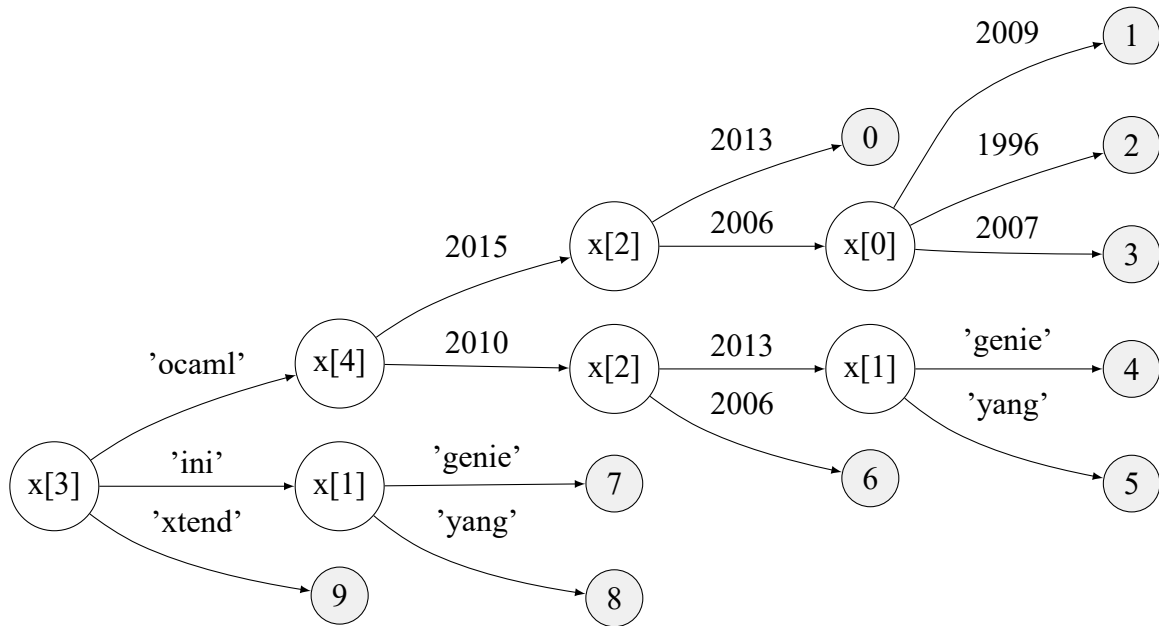 2009
1
2013
0
1996
2
2015
x[2]
2006
x[0]
2007
3
’ocaml’
x[4]
2010
x[2]
2013
x[1]
’genie’
4
2006
’yang’
x[3]
’ini’
x[1]
’genie’
7
6
5
’xtend’
’yang’
9
8